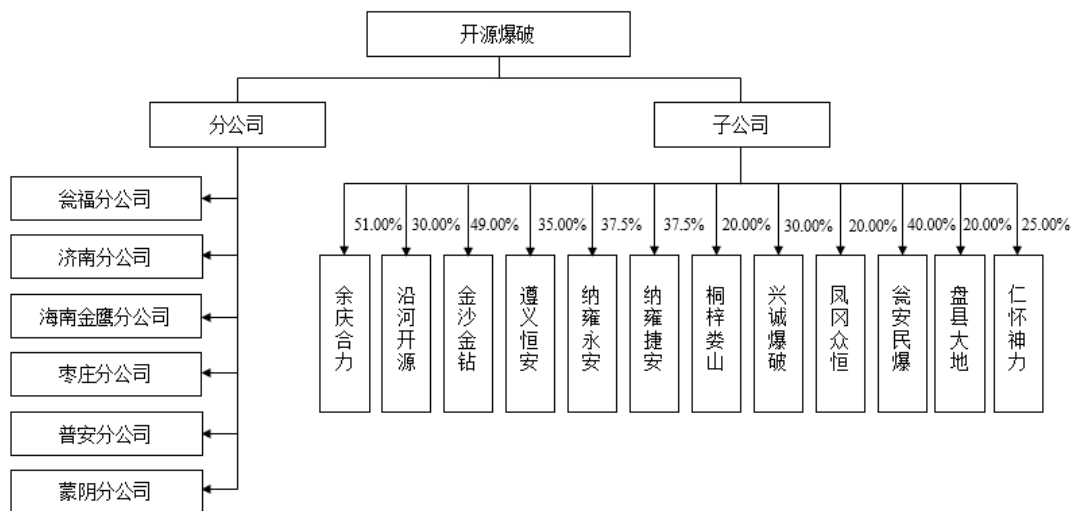 开源爆破
分公司
子公司
瓮福分公司
济南分公司
海南金鹰分公司
枣庄分公司
普安分公司
蒙阴分公司
51.00%
30.00%
49.00%
35.00%
37.5%
37.5%
20.00%
30.00%
20.00%
40.00%
20.00%
25.00%
余庆合力
沿河开源
金沙金钻
遵义恒安
纳雍永安
纳雍捷安
桐梓娄山
兴诚爆破
凤冈众恒
瓮安民爆
盘县大地
仁怀神力